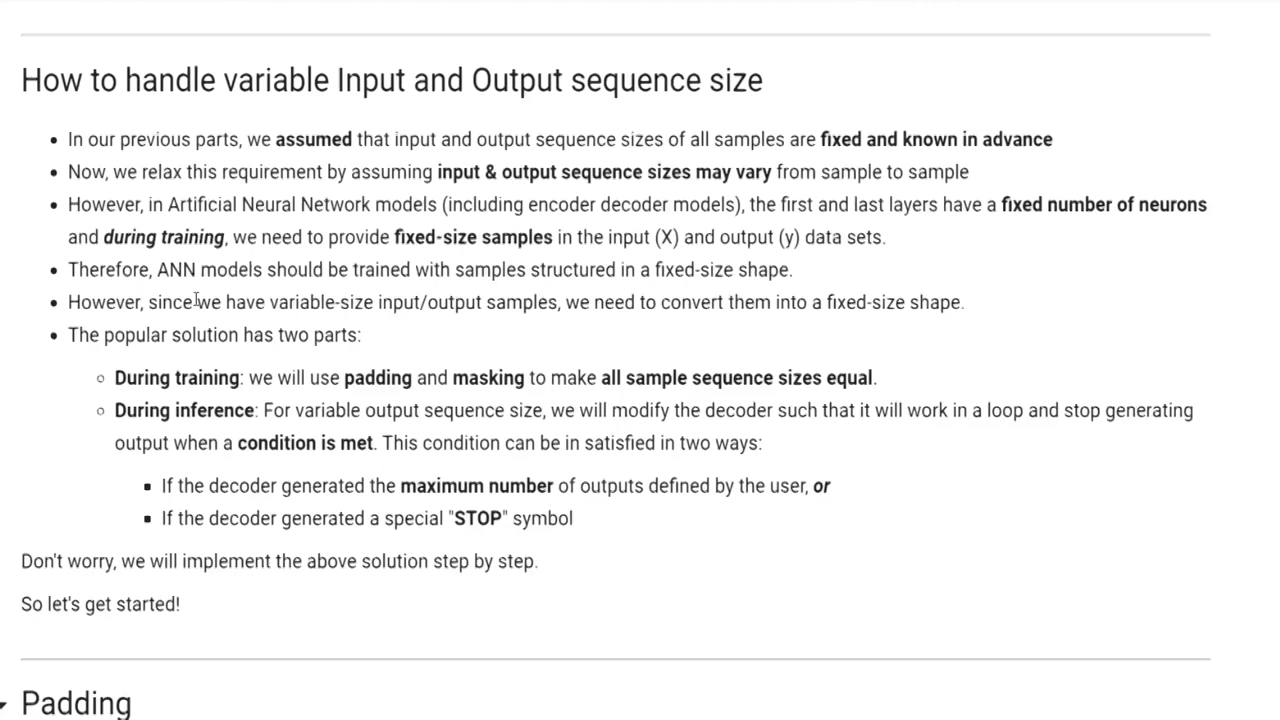 How to handle variable Input and Output sequence size
• In our previous parts, we assumed that input and output sequence sizes of all samples are fixed and known in advance
• Now, we relax this requirement by assuming input & output sequence sizes may vary from sample to sample
• However, in Artificial Neural Network models (including encoder decoder models), the first and last layers have a fixed number of neurons
and during training, we need to provide fixed-size samples in the input (X) and output (y) data sets.
• Therefore, ANN models should be trained with samples structured in a fixed-size shape.
• However, since we have variable-size input/output samples, we need to convert them into a fixed-size shape.
• The popular solution has two parts:
○ During training: we will use padding and masking to make all sample sequence sizes equal.
○ During inference: For variable output sequence size, we will modify the decoder such that it will work in a loop and stop generating
output when a condition is met. This condition can be in satisfied in two ways:
▪ If the decoder generated the maximum number of outputs defined by the user, or
▪ If the decoder generated a special "STOP" symbol
Don't worry, we will implement the above solution step by step.
So let's get started!
Padding